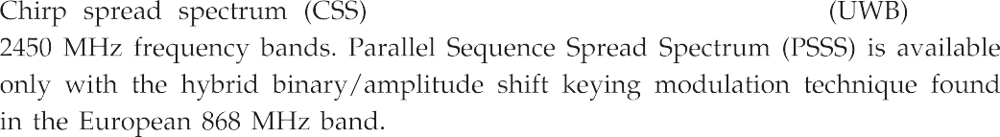 Chirp spread spectrum (CSS) (UWB)
2450 MHz frequency bands. Parallel Sequence Spread Spectrum (PSSS) is available
only with the hybrid binary/amplitude shift keying modulation technique found
in the European 868 MHz band.